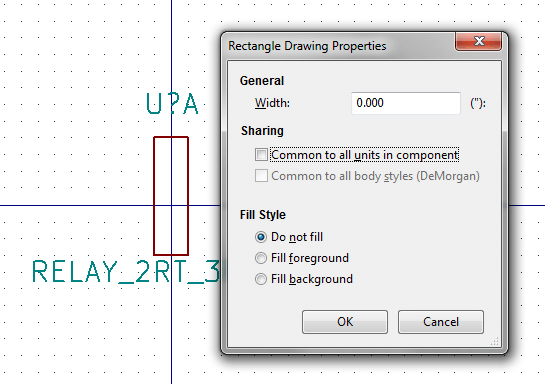 Rectangle Drawing Properties
General
Width: 0.000 ("):
Sharing
Common to all units in component
Common to all body styles (DeMorgan)
Fill Style
Do not fill
Fill foreground
Fill background
OK Cancel
U?A
RELAY_2RT_3